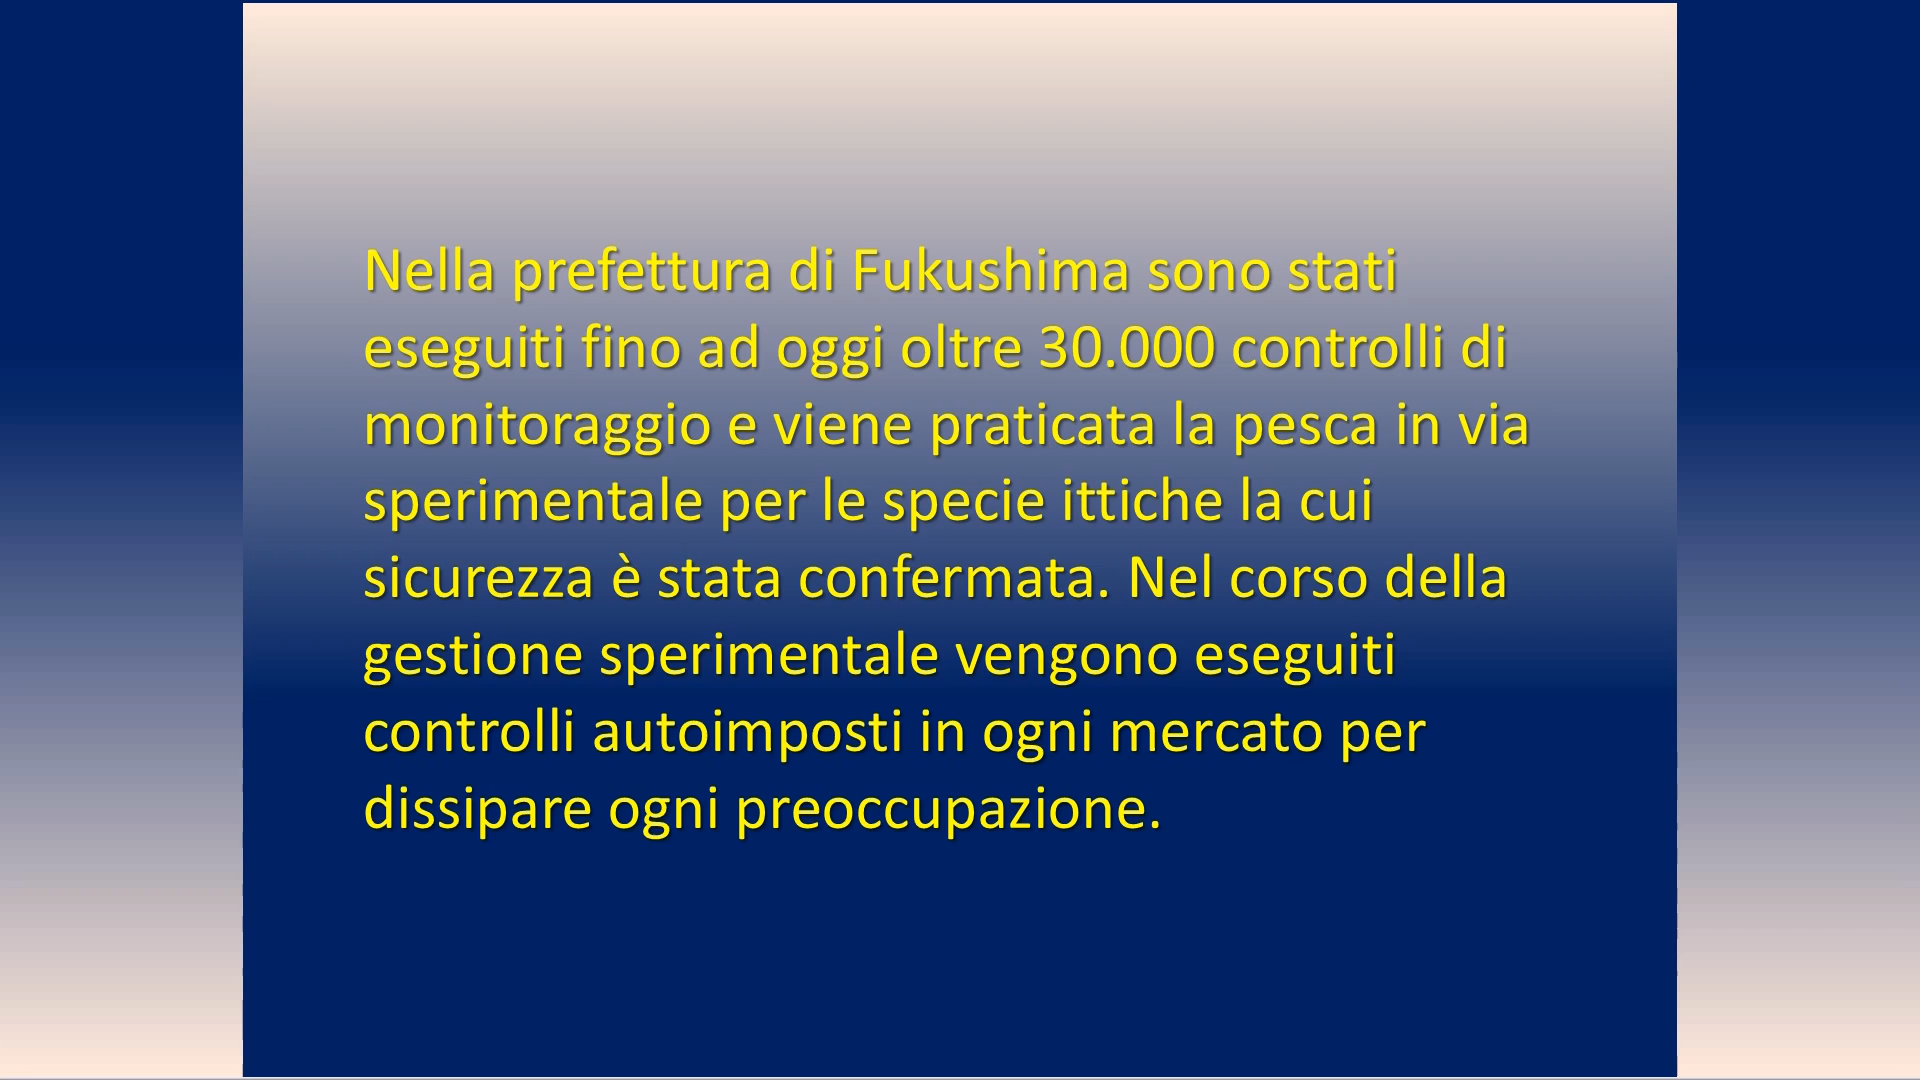 Nella prefettura di Fukushima sono stati
eseguiti fino ad oggi oltre 30.000 controlli di
monitoraggio e viene praticata la pesca in via
sperimentale per le specie ittiche la cui
sicurezza è stata confermata. Nel corso della
gestione sperimentale vengono eseguiti
controlli autoimposti in ogni mercato per
dissipare ogni preoccupazione.